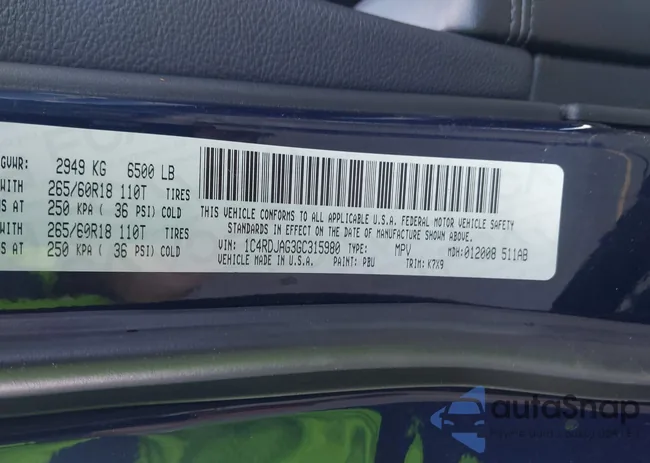 GVWR: 2949 KG 6500 LB
WITH 265/60R18 110T TIRES
S AT 250 KPA ( 36 PSI) COLD
WITH 265/60R18 110T TIRES
S AT 250 KPA ( 36 PSI) COLD
THIS VEHICLE CONFORMS TO ALL APPLICABLE U.S.A. FEDERAL MOTOR VEHICLE SAFETY
STANDARDS IN EFFECT ON THE DATE OF MANUFACTURE SHOWN ABOVE.
VIN: 1C4RDJAG3GC315980 TYPE: MPV MDH: 012008 511AB
MADE IN U.S.A. PAINT: PBU TRIM: K7X9
autoSnap